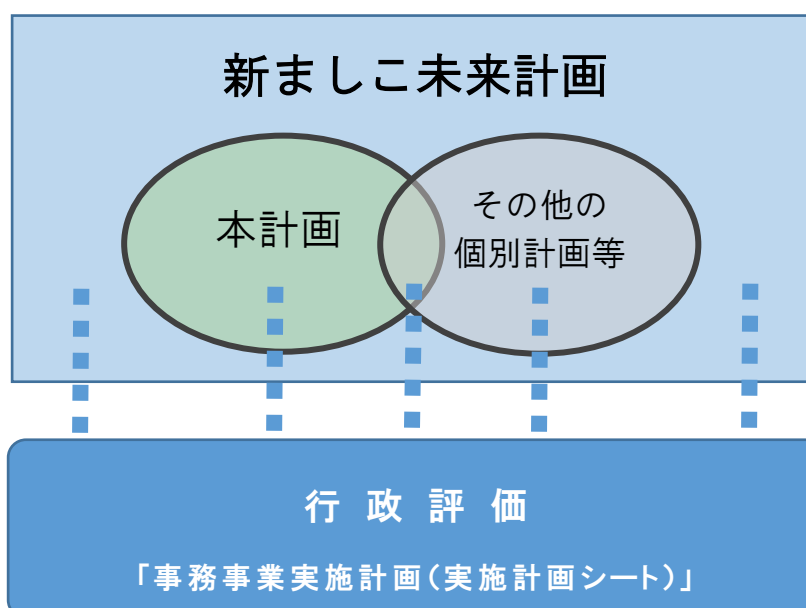 新ましこ未来計画
本計画
その他の
個別計画等
行政評価
「事務事業実施計画(実施計画シート)」